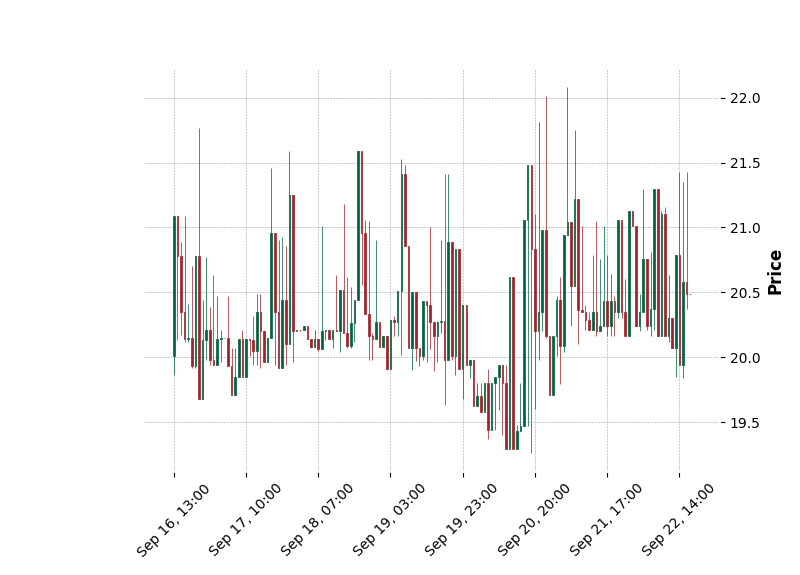 22.0
21.5
21.0
20.5
20.0
19.5
Price
Sep 16, 13:00
Sep 17, 10:00
Sep 18, 07:00
Sep 19, 03:00
Sep 19, 23:00
Sep 20, 20:00
Sep 21, 17:00
Sep 22, 14:00